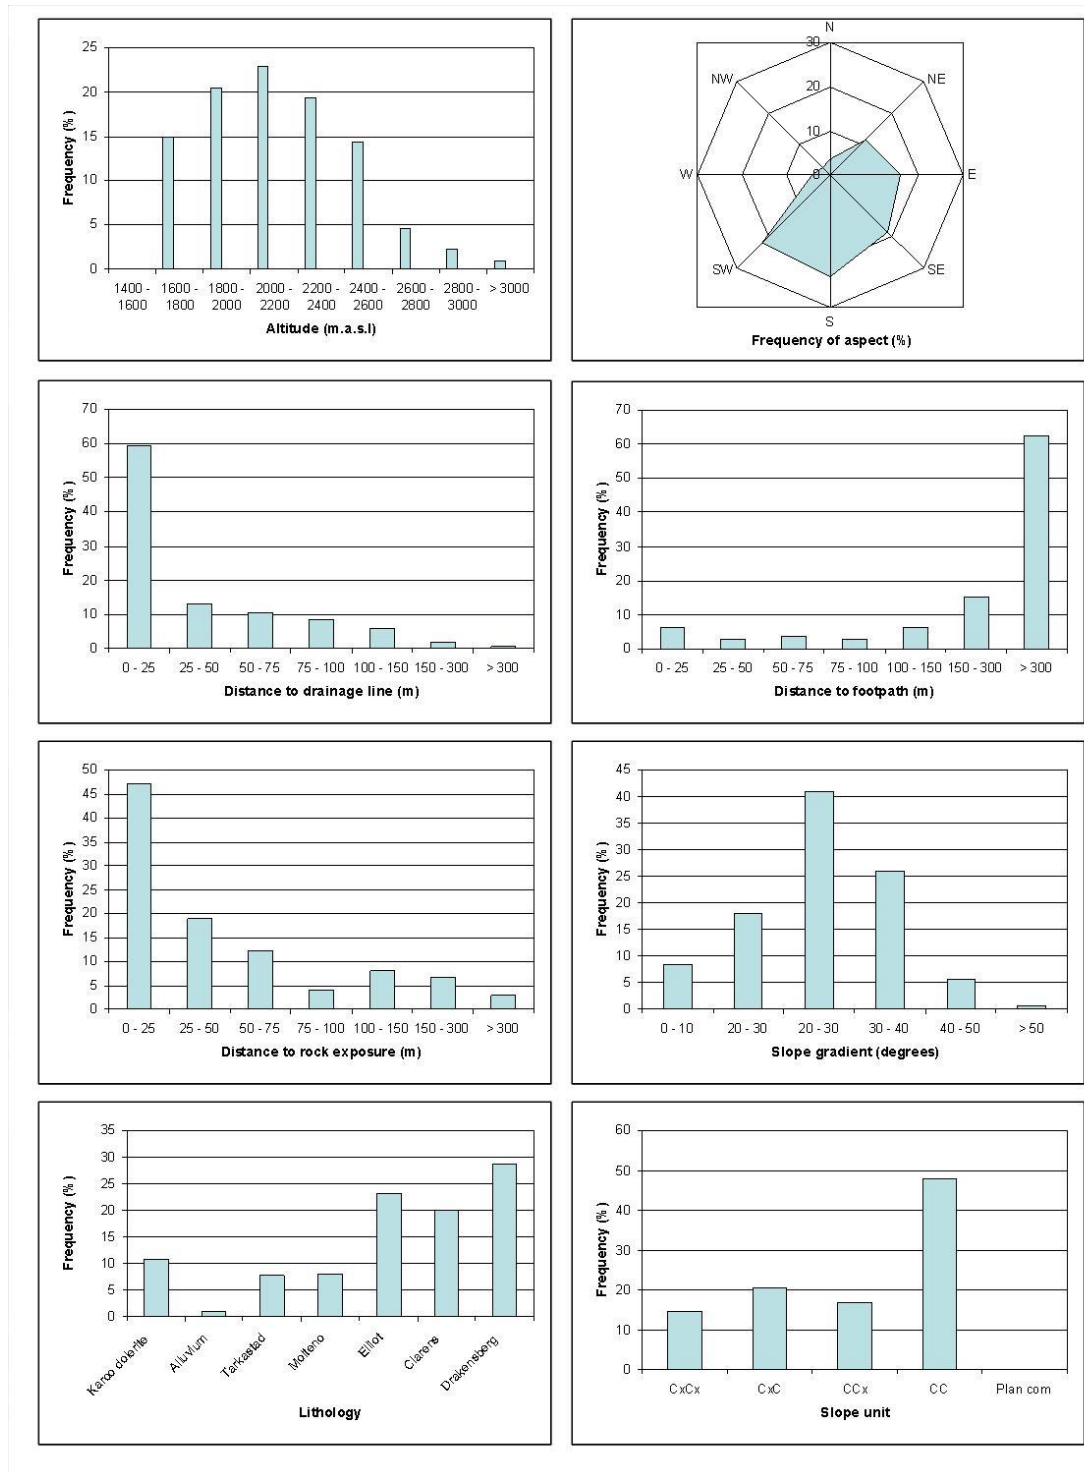 25
20
15
10
5
0
Frequency (%)
1400 - 1600
1600 - 1800
1800 - 2000
2000 - 2200
2200 - 2400
2400 - 2600
2600 - 2800
2800 - 3000
> 3000
Altitude (m.a.s.l)
N
NE
E
SE
S
SW
W
NW
30
20
10
0
Frequency of aspect (%)
70
60
50
40
30
20
10
0
Frequency (%)
0 - 25
25 - 50
50 - 75
75 - 100
100 - 150
150 - 300
> 300
Distance to drainage line (m)
70
60
50
40
30
20
10
0
Frequency (%)
0 - 25
25 - 50
50 - 75
75 - 100
100 - 150
150 - 300
> 300
Distance to footpath (m)
50
45
40
35
30
25
20
15
10
5
0
Frequency (%)
0 - 25
25 - 50
50 - 75
75 - 100
100 - 150
150 - 300
> 300
Distance to rock exposure (m)
45
40
35
30
25
20
15
10
5
0
Frequency (%)
0 - 10
20 - 30
20 - 30
30 - 40
40 - 50
>50
Slope gradient (degrees)
35
30
25
20
15
10
5
0
Frequency (%)
Karoo dolerite
Alluvium
Tarkastad
Molteno
Elliot
Clarens
Drakensberg
Lithology
60
50
40
30
20
10
0
Frequency (%)
CxCx
CxC
CCx
CC
Plan com
Slope unit